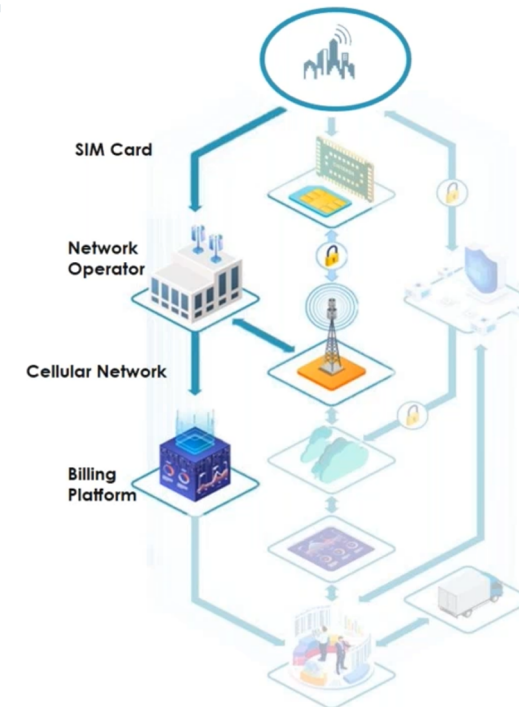 SIM Card
Network
Operator
Cellular Network
Billing
Platform